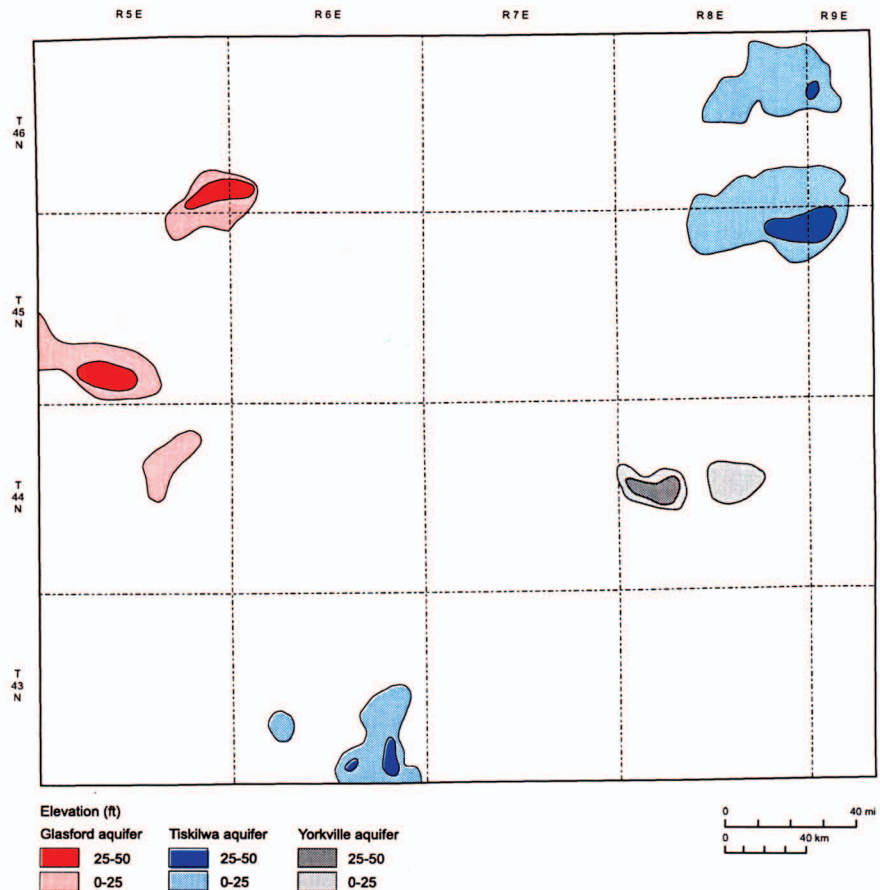 R5E R6E R7E R8E R9E
T
46
N
T
45
N
T
44
N
T
43
N
Elevation (ft)
Glasford aquifer Tiskilwa aquifer Yorkville aquifer
25-50 25-50 25-50
0-25 0-25 0-25
0 40 mi
0 40 km